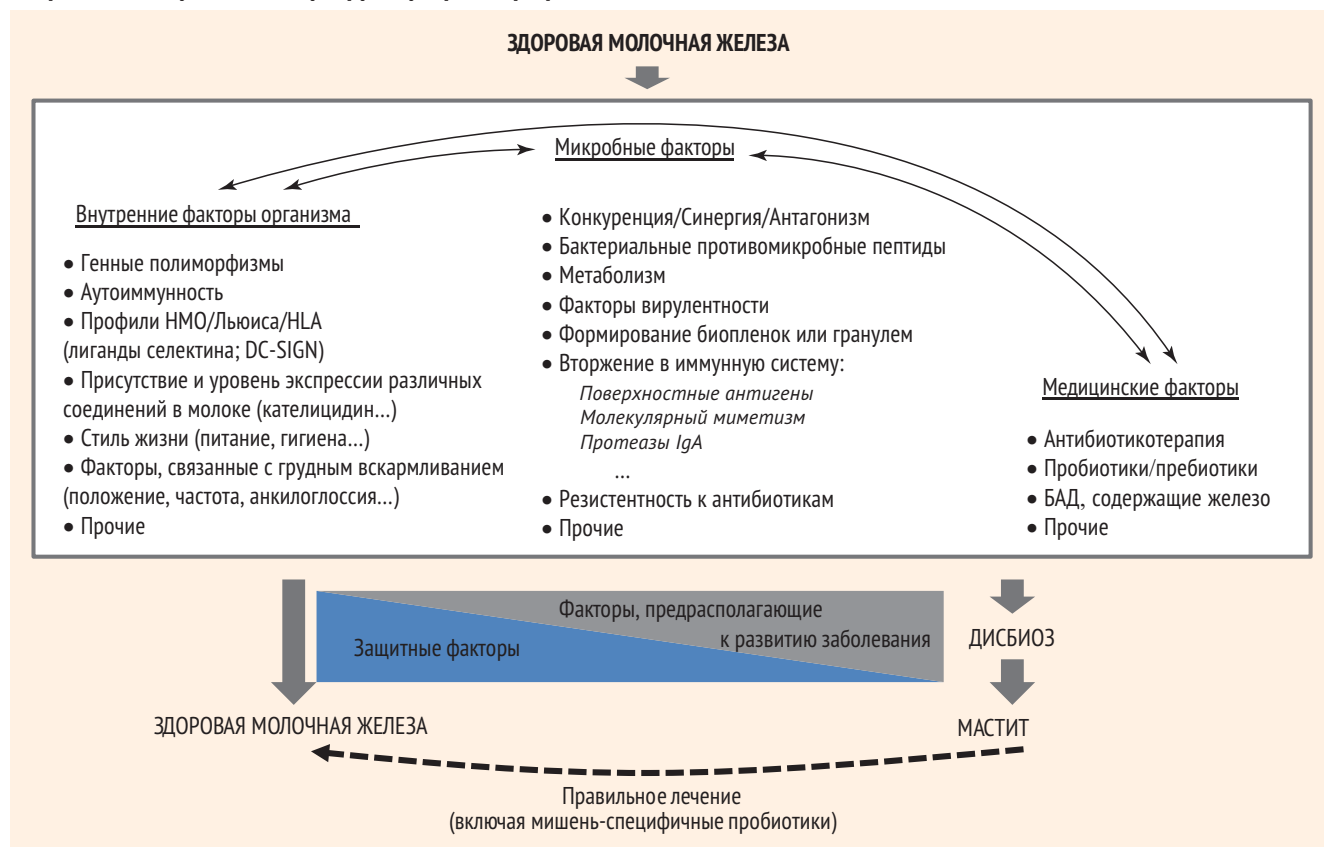 ЗДОРОВАЯ МОЛОЧНАЯ ЖЕЛЕЗА
Микробные факторы
Внутренние факторы организма
• Генные полиморфизмы
• Аутоиммунность
• Профили HMO/Льюиса/HLA
(лиганды селектина; DC-SIGN)
• Присутствие и уровень экспрессии различных
соединений в молоке (кателицидин...)
• Стиль жизни (питание, гигиена...)
• Факторы, связанные с грудным вскармливанием
(положение, частота, анкилоглоссия...)
• Прочие
• Конкуренция/Синергия/Антагонизм
• Бактериальные противомикробные пептиды
• Метаболизм
• Факторы вирулентности
• Формирование биопленок или гранулем
• Вторжение в иммунную систему:
Поверхностные антигены
Молекулярный миметизм
Протеазы IgA
...
• Резистентность к антибиотикам
• Прочие
Медицинские факторы
• Антибиотикотерапия
• Пробиотики/пребиотики
• БАД, содержащие железо
• Прочие
Факторы, предрасполагающие
к развитию заболевания
Защитные факторы
ДИСБИОЗ
ЗДОРОВАЯ МОЛОЧНАЯ ЖЕЛЕЗА
МАСТИТ
Правильное лечение
(включая мишень-специфичные пробиотики)